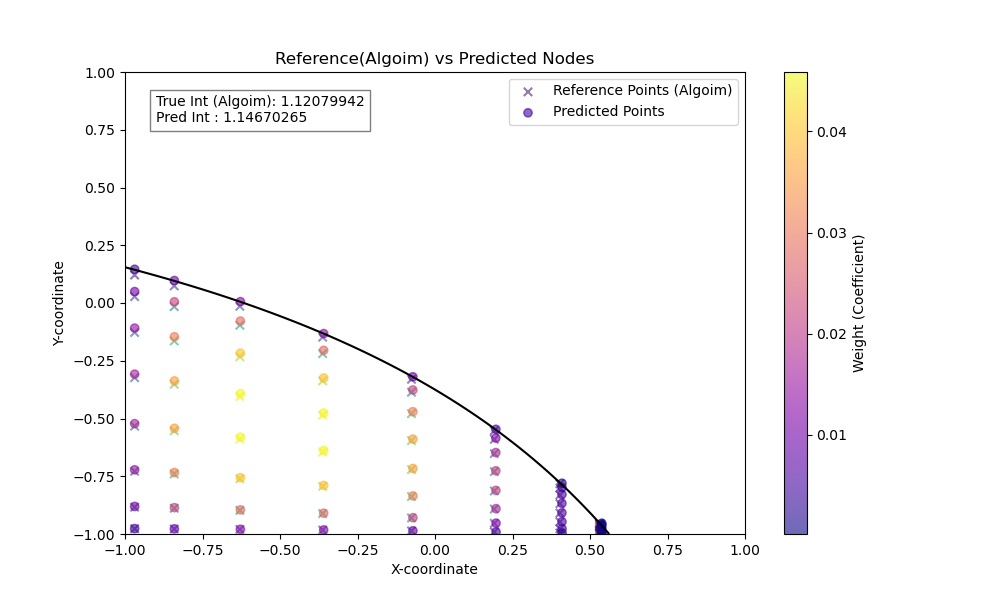 Reference(Algoim) vs Predicted Nodes
True Int (Algoim): 1.12079942
Pred Int : 1.14670265
Reference Points (Algoim)
Predicted Points
1.00
0.75
0.50
0.25
0.00
−0.25
−0.50
−0.75
−1.00
Y-coordinate
−1.00
−0.75
−0.50
−0.25
0.00
0.25
0.50
0.75
1.00
X-coordinate
0.04
0.03
0.02
0.01
Weight (Coefficient)